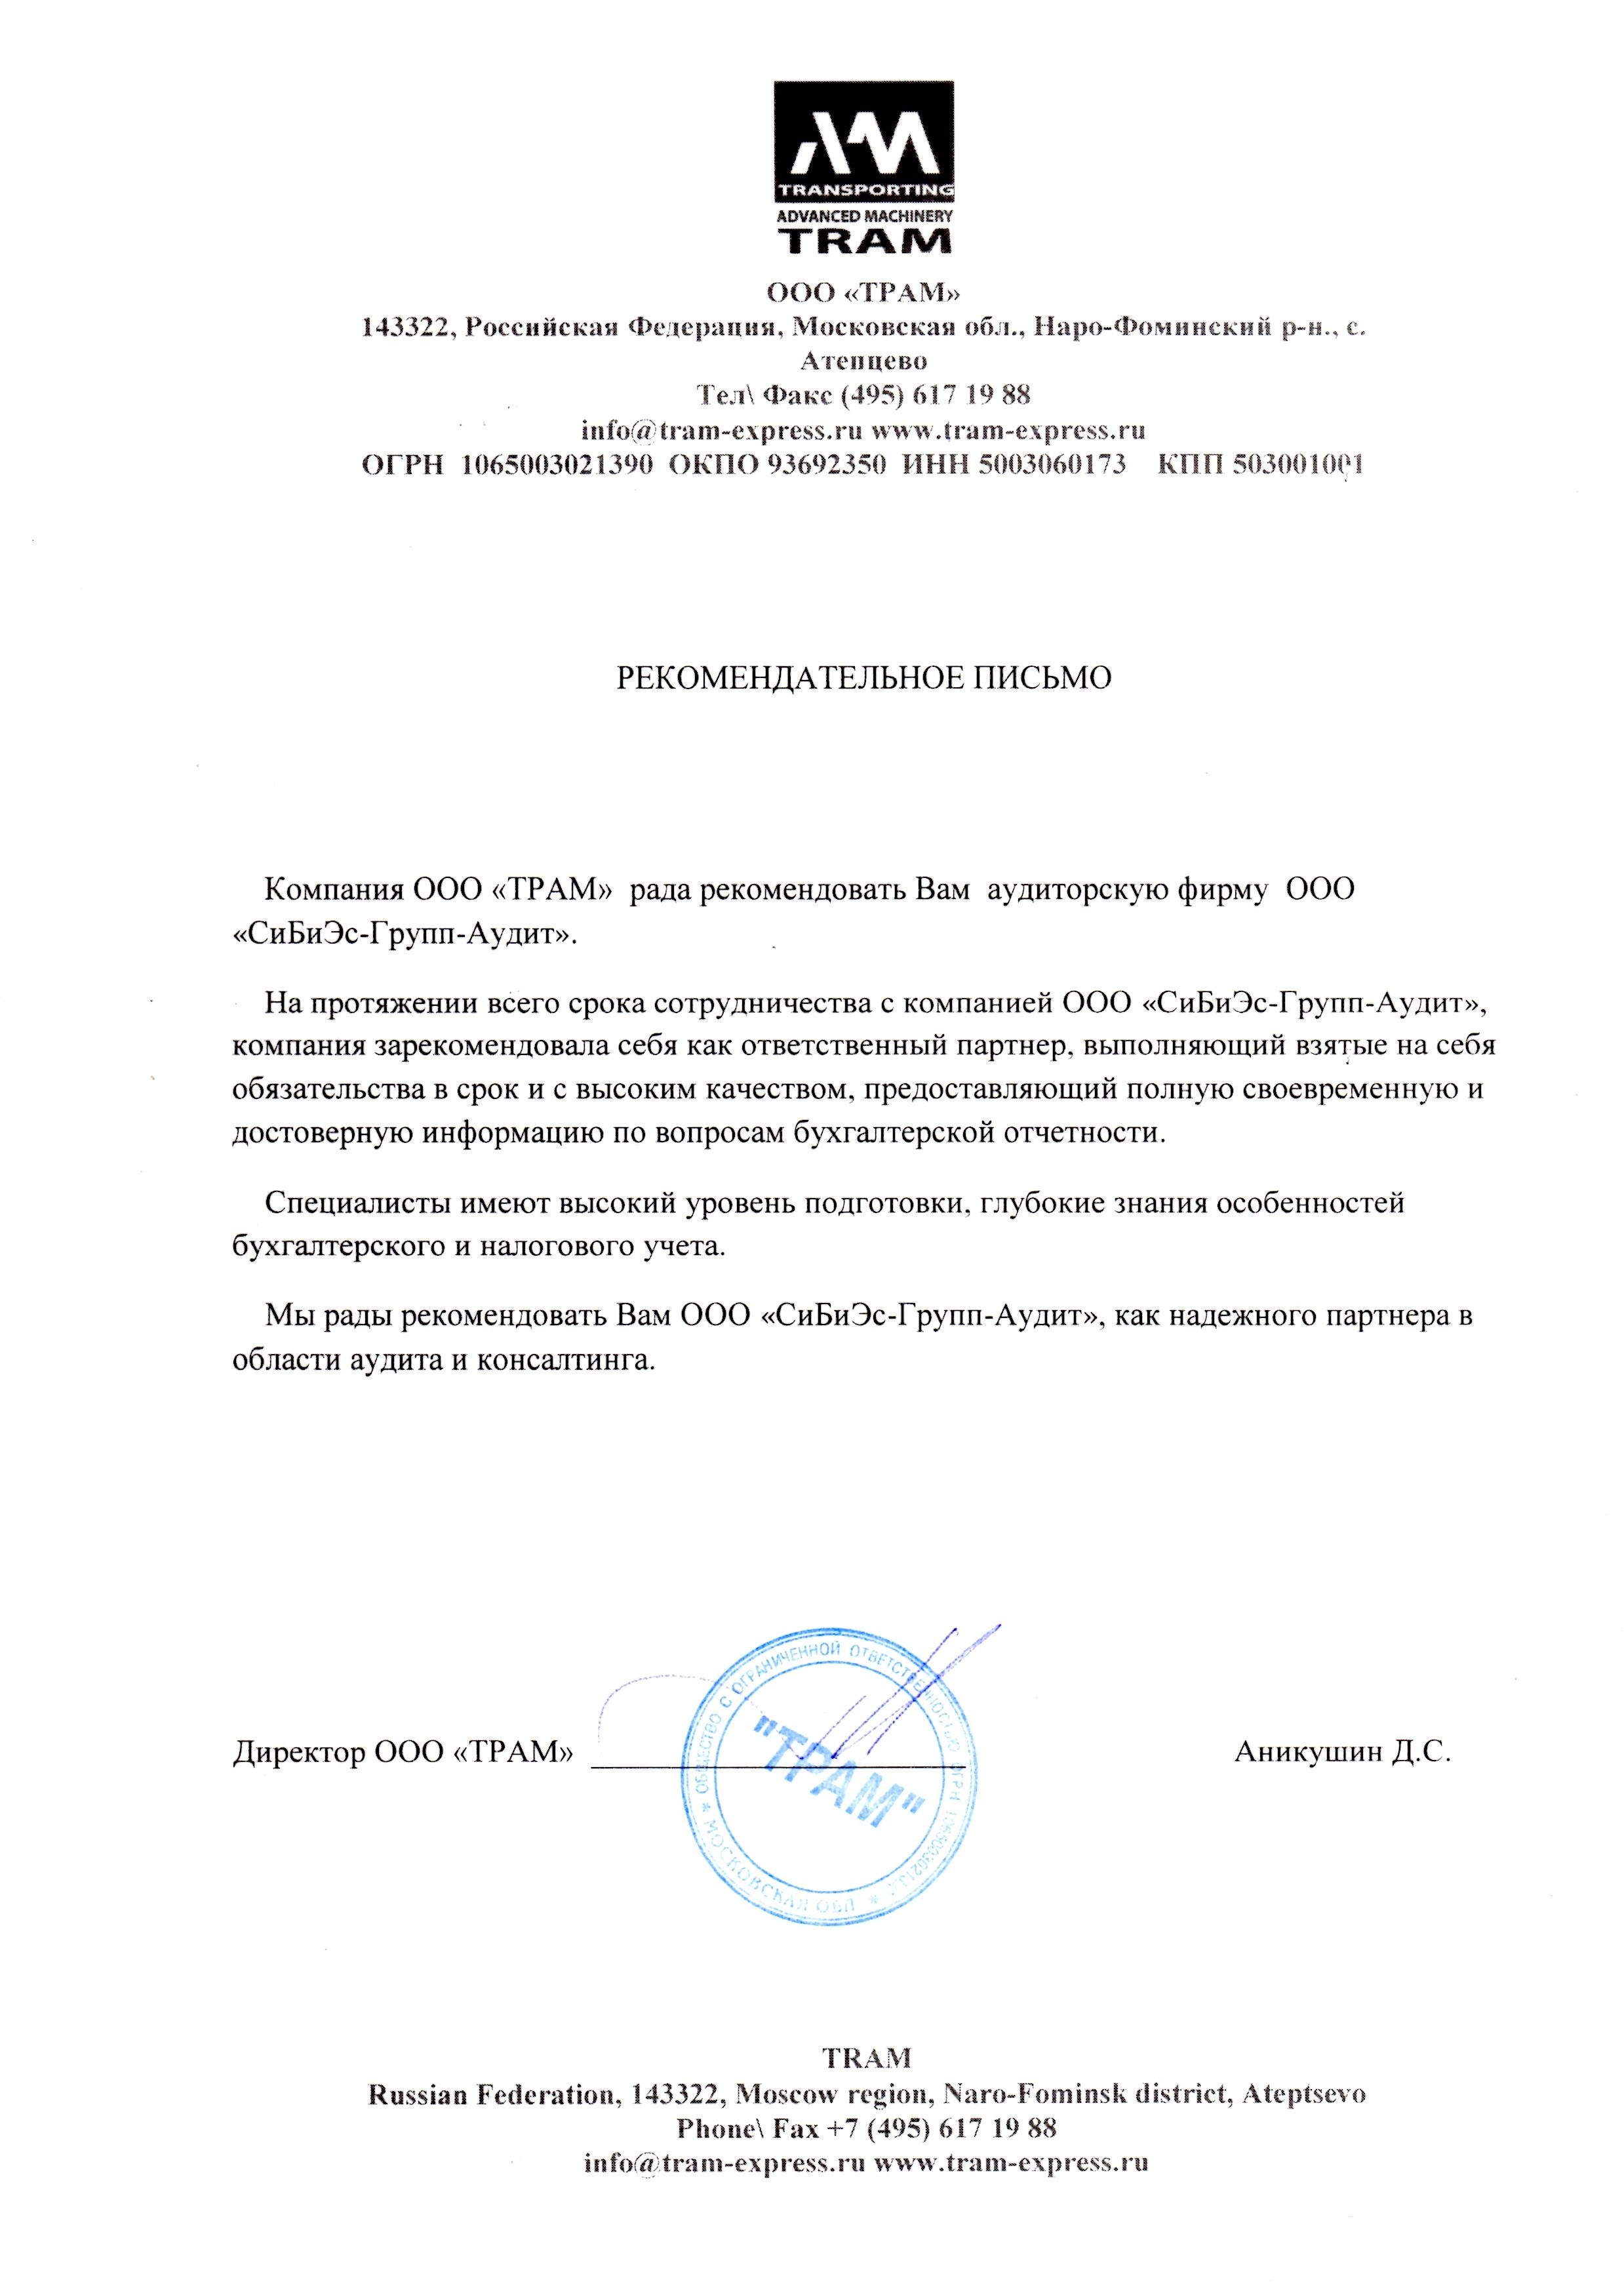 TRANSPORTING
ADVANCED MACHINERY
TRAM
ООО «ТРАМ»
143322, Российская Федерация, Московская обл., Наро-Фоминский р-н., с.
Атепцево
Тел\ Факс (495) 617 19 88
info@tram-express.ru www.tram-express.ru
ОГРН 1065003021390 ОКПО 93692350 ИНН 5003060173 КПП 503001001
РЕКОМЕНДАТЕЛЬНОЕ ПИСЬМО
Компания ООО «ТРАМ» рада рекомендовать Вам аудиторскую фирму ООО
«СиБиЭс-Групп-Аудит».
На протяжении всего срока сотрудничества с компанией ООО «СиБиЭс-Групп-Аудит»,
компания зарекомендовала себя как ответственный партнер, выполняющий взятые на себя
обязательства в срок и с высоким качеством, предоставляющий полную своевременную и
достоверную информацию по вопросам бухгалтерской отчетности.
Специалисты имеют высокий уровень подготовки, глубокие знания особенностей
бухгалтерского и налогового учета.
Мы рады рекомендовать Вам ООО «СиБиЭс-Групп-Аудит», как надежного партнера в
области аудита и консалтинга.
Директор ООО «ТРАМ» Аникушин Д.С.
ОБЩЕСТВО С ОГРАНИЧЕННОЙ ОТВЕТСТВЕННОСТЬЮ ОГРН
"ТРАМ"
МОСКОВСКАЯ ОБЛ
TRAM
Russian Federation, 143322, Moscow region, Naro-Fominsk district, Ateptsevo
Phone\ Fax +7 (495) 617 19 88
info@tram-express.ru www.tram-express.ru